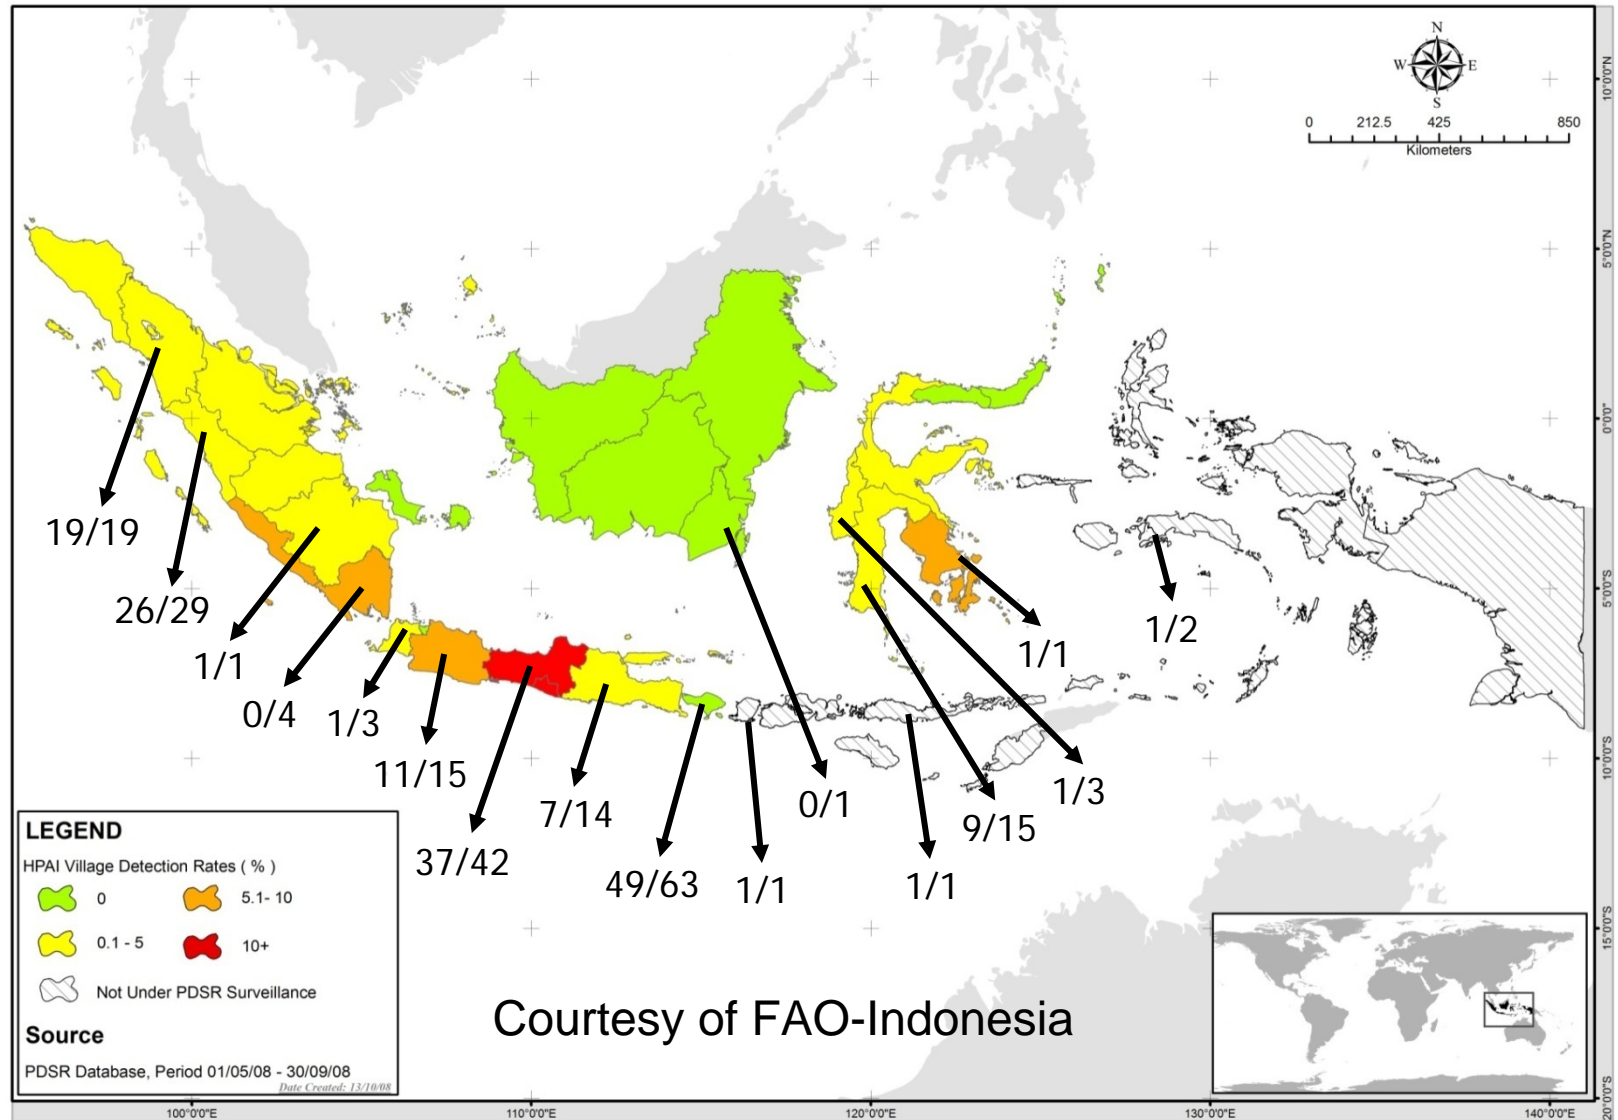 N
W E
S
0 212.5 425 850
Kilometers
10°0'0"N
5°0'0"N
0°0'0"
5°0'0"S
10°0'0"S
15°0'0"S
20°0'0"S
19/19
26/29
1/1
0/4
1/3
11/15
37/42
7/14
49/63
1/1
0/1
1/1
9/15
1/3
1/1
1/2
LEGEND
HPAI Village Detection Rates ( % )
0 5.1- 10
0.1 - 5 10+
Not Under PDSR Surveillance
Source
PDSR Database, Period 01/05/08 - 30/09/08
Date Created: 13/10/08
Courtesy of FAO-Indonesia
100°0'0"E 110°0'0"E 120°0'0"E 130°0'0"E 140°0'0"E